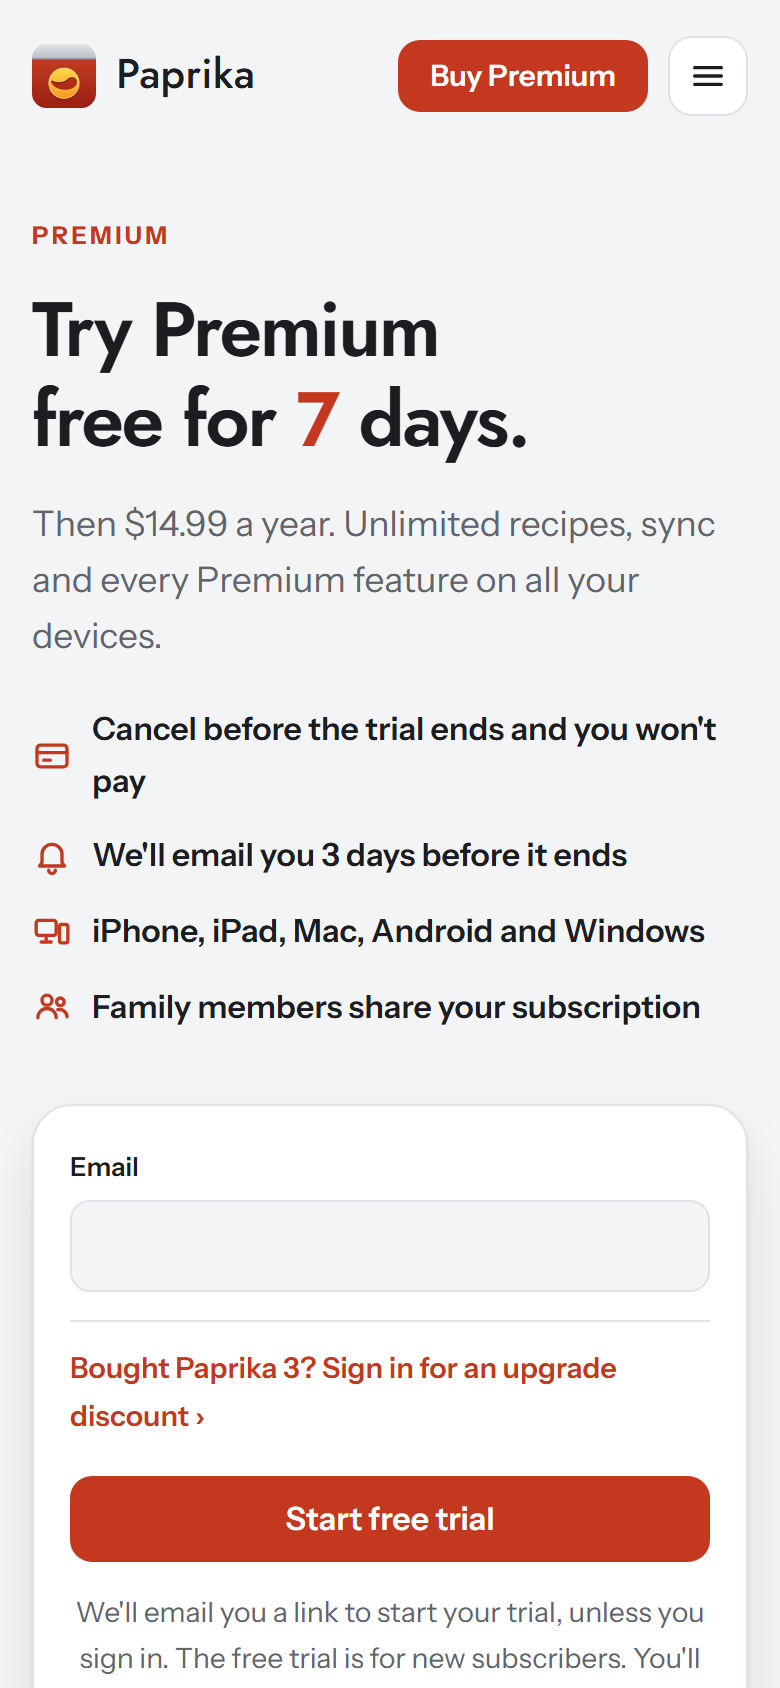 Paprika
Buy Premium
PREMIUM
Try Premium
free for 7 days.
Then $14.99 a year. Unlimited recipes, sync
and every Premium feature on all your
devices.
Cancel before the trial ends and you won't
pay
We'll email you 3 days before it ends
iPhone, iPad, Mac, Android and Windows
Family members share your subscription
Email
Bought Paprika 3? Sign in for an upgrade
discount ›
Start free trial
We'll email you a link to start your trial, unless you
sign in. The free trial is for new subscribers. You'll